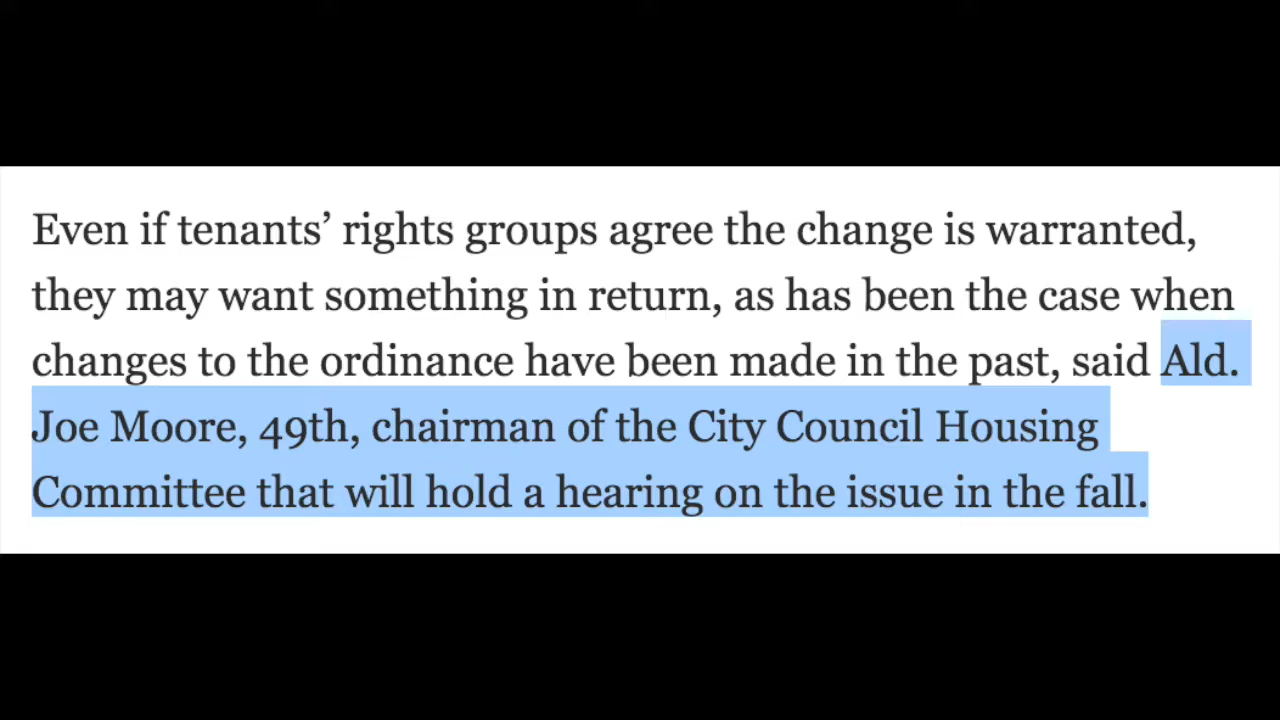 Even if tenants’ rights groups agree the change is warranted,
they may want something in return, as has been the case when
changes to the ordinance have been made in the past, said Ald.
Joe Moore, 49th, chairman of the City Council Housing
Committee that will hold a hearing on the issue in the fall.